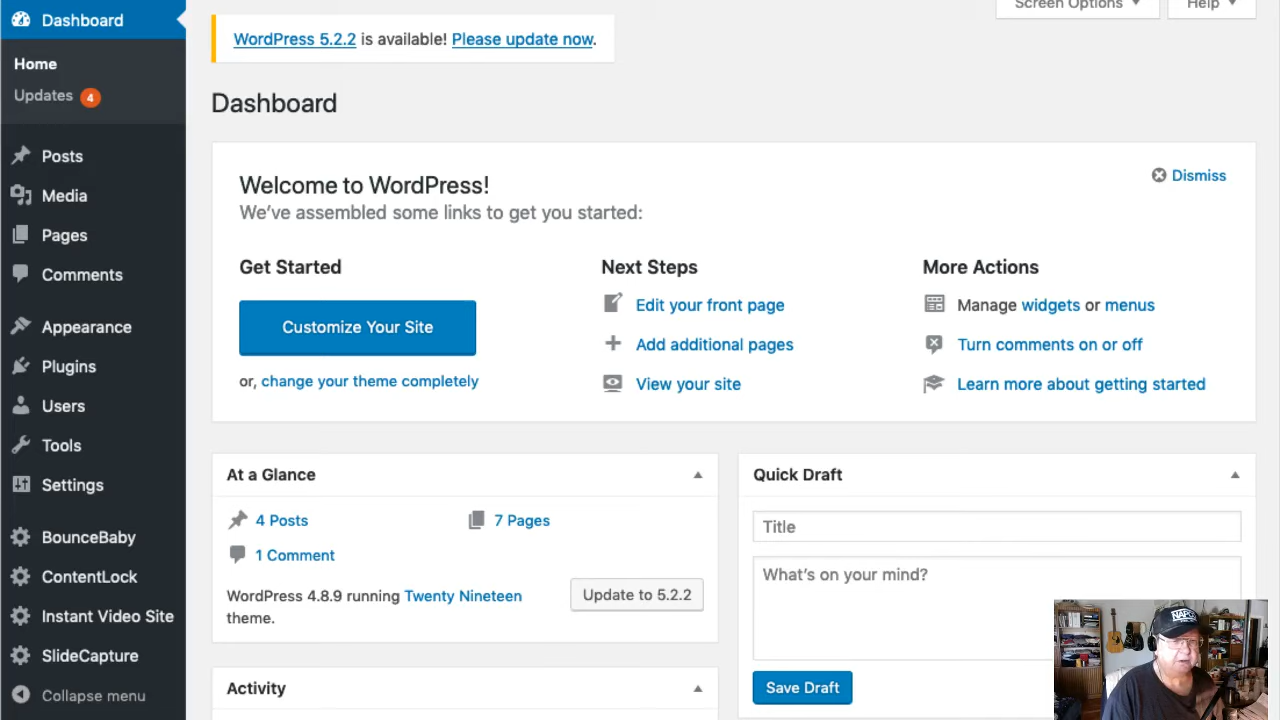 Dashboard
Home
Updates 4
Posts
Media
Pages
Comments
Appearance
Plugins
Users
Tools
Settings
BounceBaby
ContentLock
Instant Video Site
SlideCapture
Collapse menu
Screen Options
Help
WordPress 5.2.2 is available! Please update now.
Dashboard
Welcome to WordPress!
We've assembled some links to get you started:
Dismiss
Get Started
Customize Your Site
or, change your theme completely
Next Steps
Edit your front page
Add additional pages
View your site
More Actions
Manage widgets or menus
Turn comments on or off
Learn more about getting started
At a Glance
4 Posts
7 Pages
1 Comment
WordPress 4.8.9 running Twenty Nineteen
theme.
Update to 5.2.2
Activity
Quick Draft
Title
What's on your mind?
Save Draft